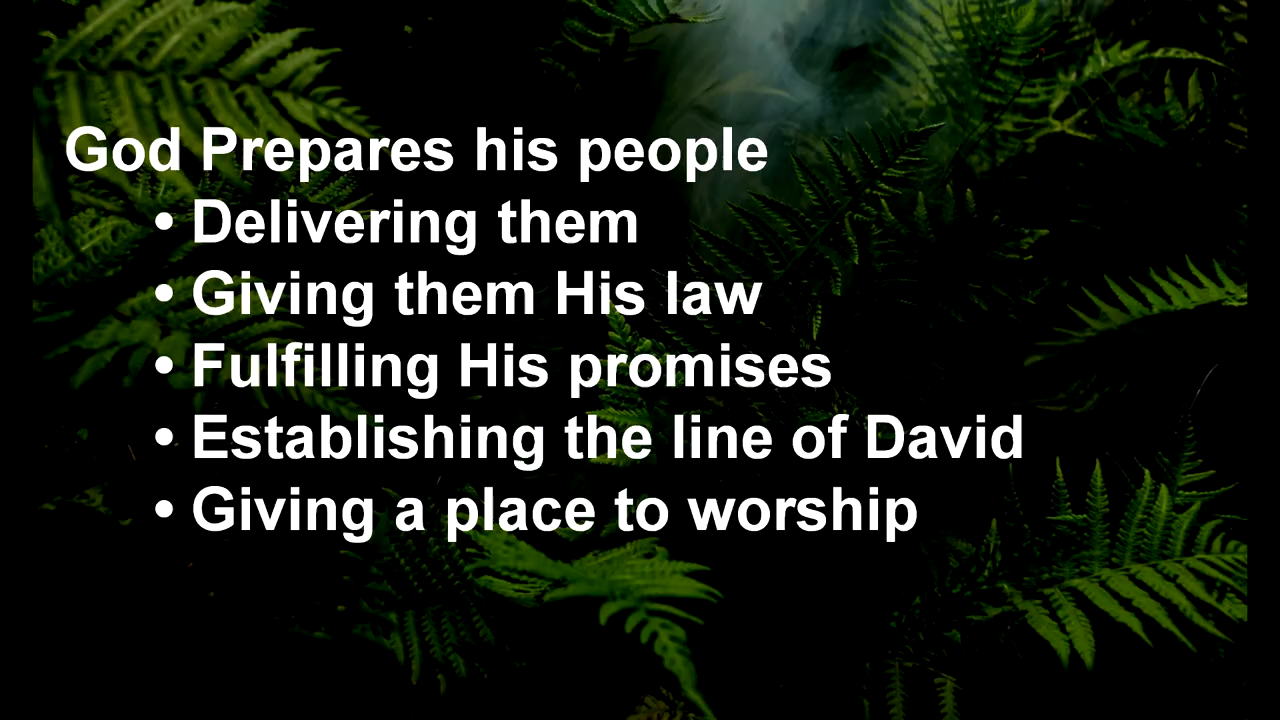 God Prepares his people
• Delivering them
• Giving them His law
• Fulfilling His promises
• Establishing the line of David
• Giving a place to worship